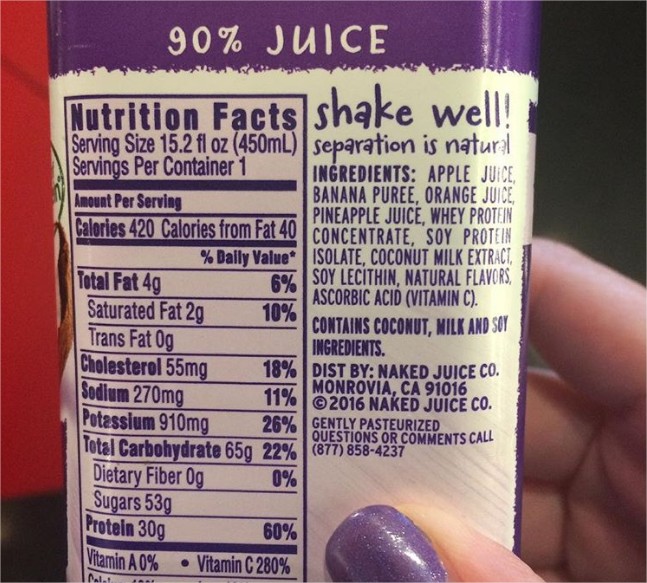 90% JUICE
Nutrition Facts
Serving Size 15.2 fl oz (450mL)
Servings Per Container 1
Amount Per Serving
Calories 420 Calories from Fat 40
% Daily Value*
Total Fat 4g 6%
Saturated Fat 2g 10%
Trans Fat 0g
Cholesterol 55mg 18%
Sodium 270mg 11%
Potassium 910mg 26%
Total Carbohydrate 65g 22%
Dietary Fiber 0g 0%
Sugars 53g
Protein 30g 60%
Vitamin A 0% • Vitamin C 280%
shake well!
separation is natural
INGREDIENTS: APPLE JUICE,
BANANA PUREE, ORANGE JUICE,
PINEAPPLE JUICE, WHEY PROTEIN
CONCENTRATE, SOY PROTEIN
ISOLATE, COCONUT MILK EXTRACT,
SOY LECITHIN, NATURAL FLAVORS,
ASCORBIC ACID (VITAMIN C).
CONTAINS COCONUT, MILK AND SOY
INGREDIENTS.
DIST BY: NAKED JUICE CO.
MONROVIA, CA 91016
© 2016 NAKED JUICE CO.
GENTLY PASTEURIZED
QUESTIONS OR COMMENTS CALL
(877) 858-4237